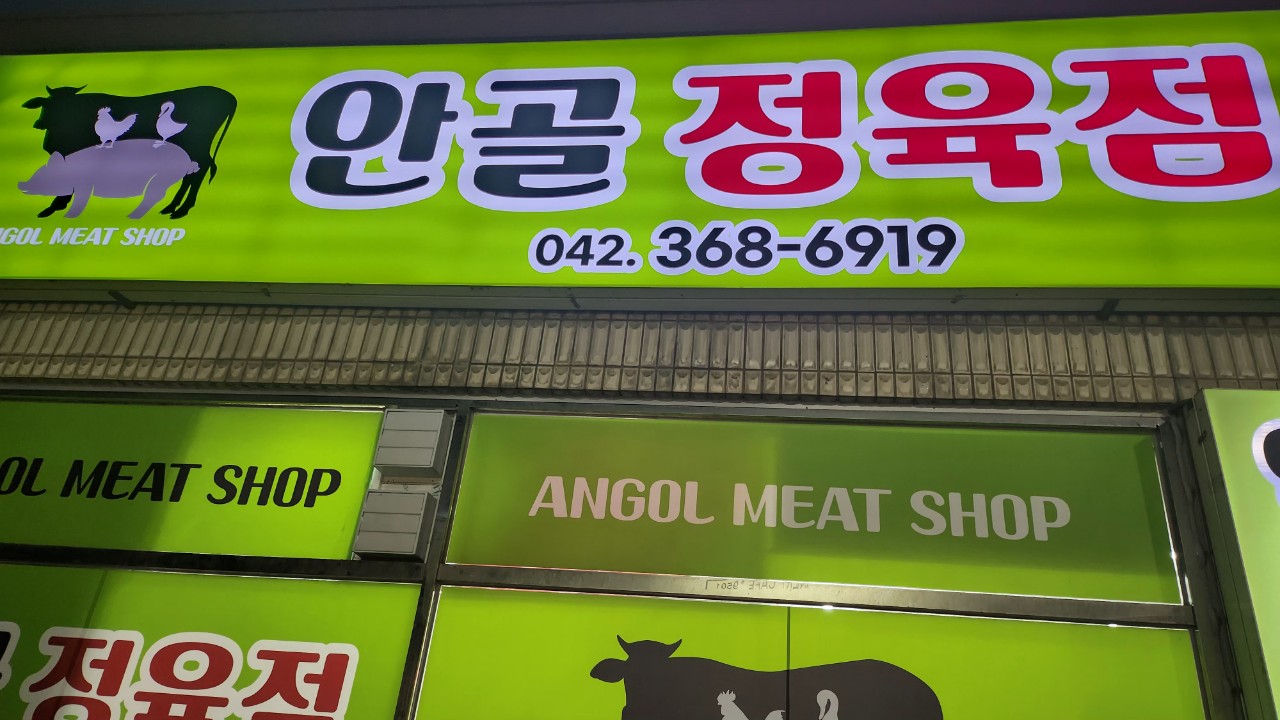 안골 정육점
NGOL MEAT SHOP
042. 368-6919
OL MEAT SHOP
ANGOL MEAT SHOP
정육점